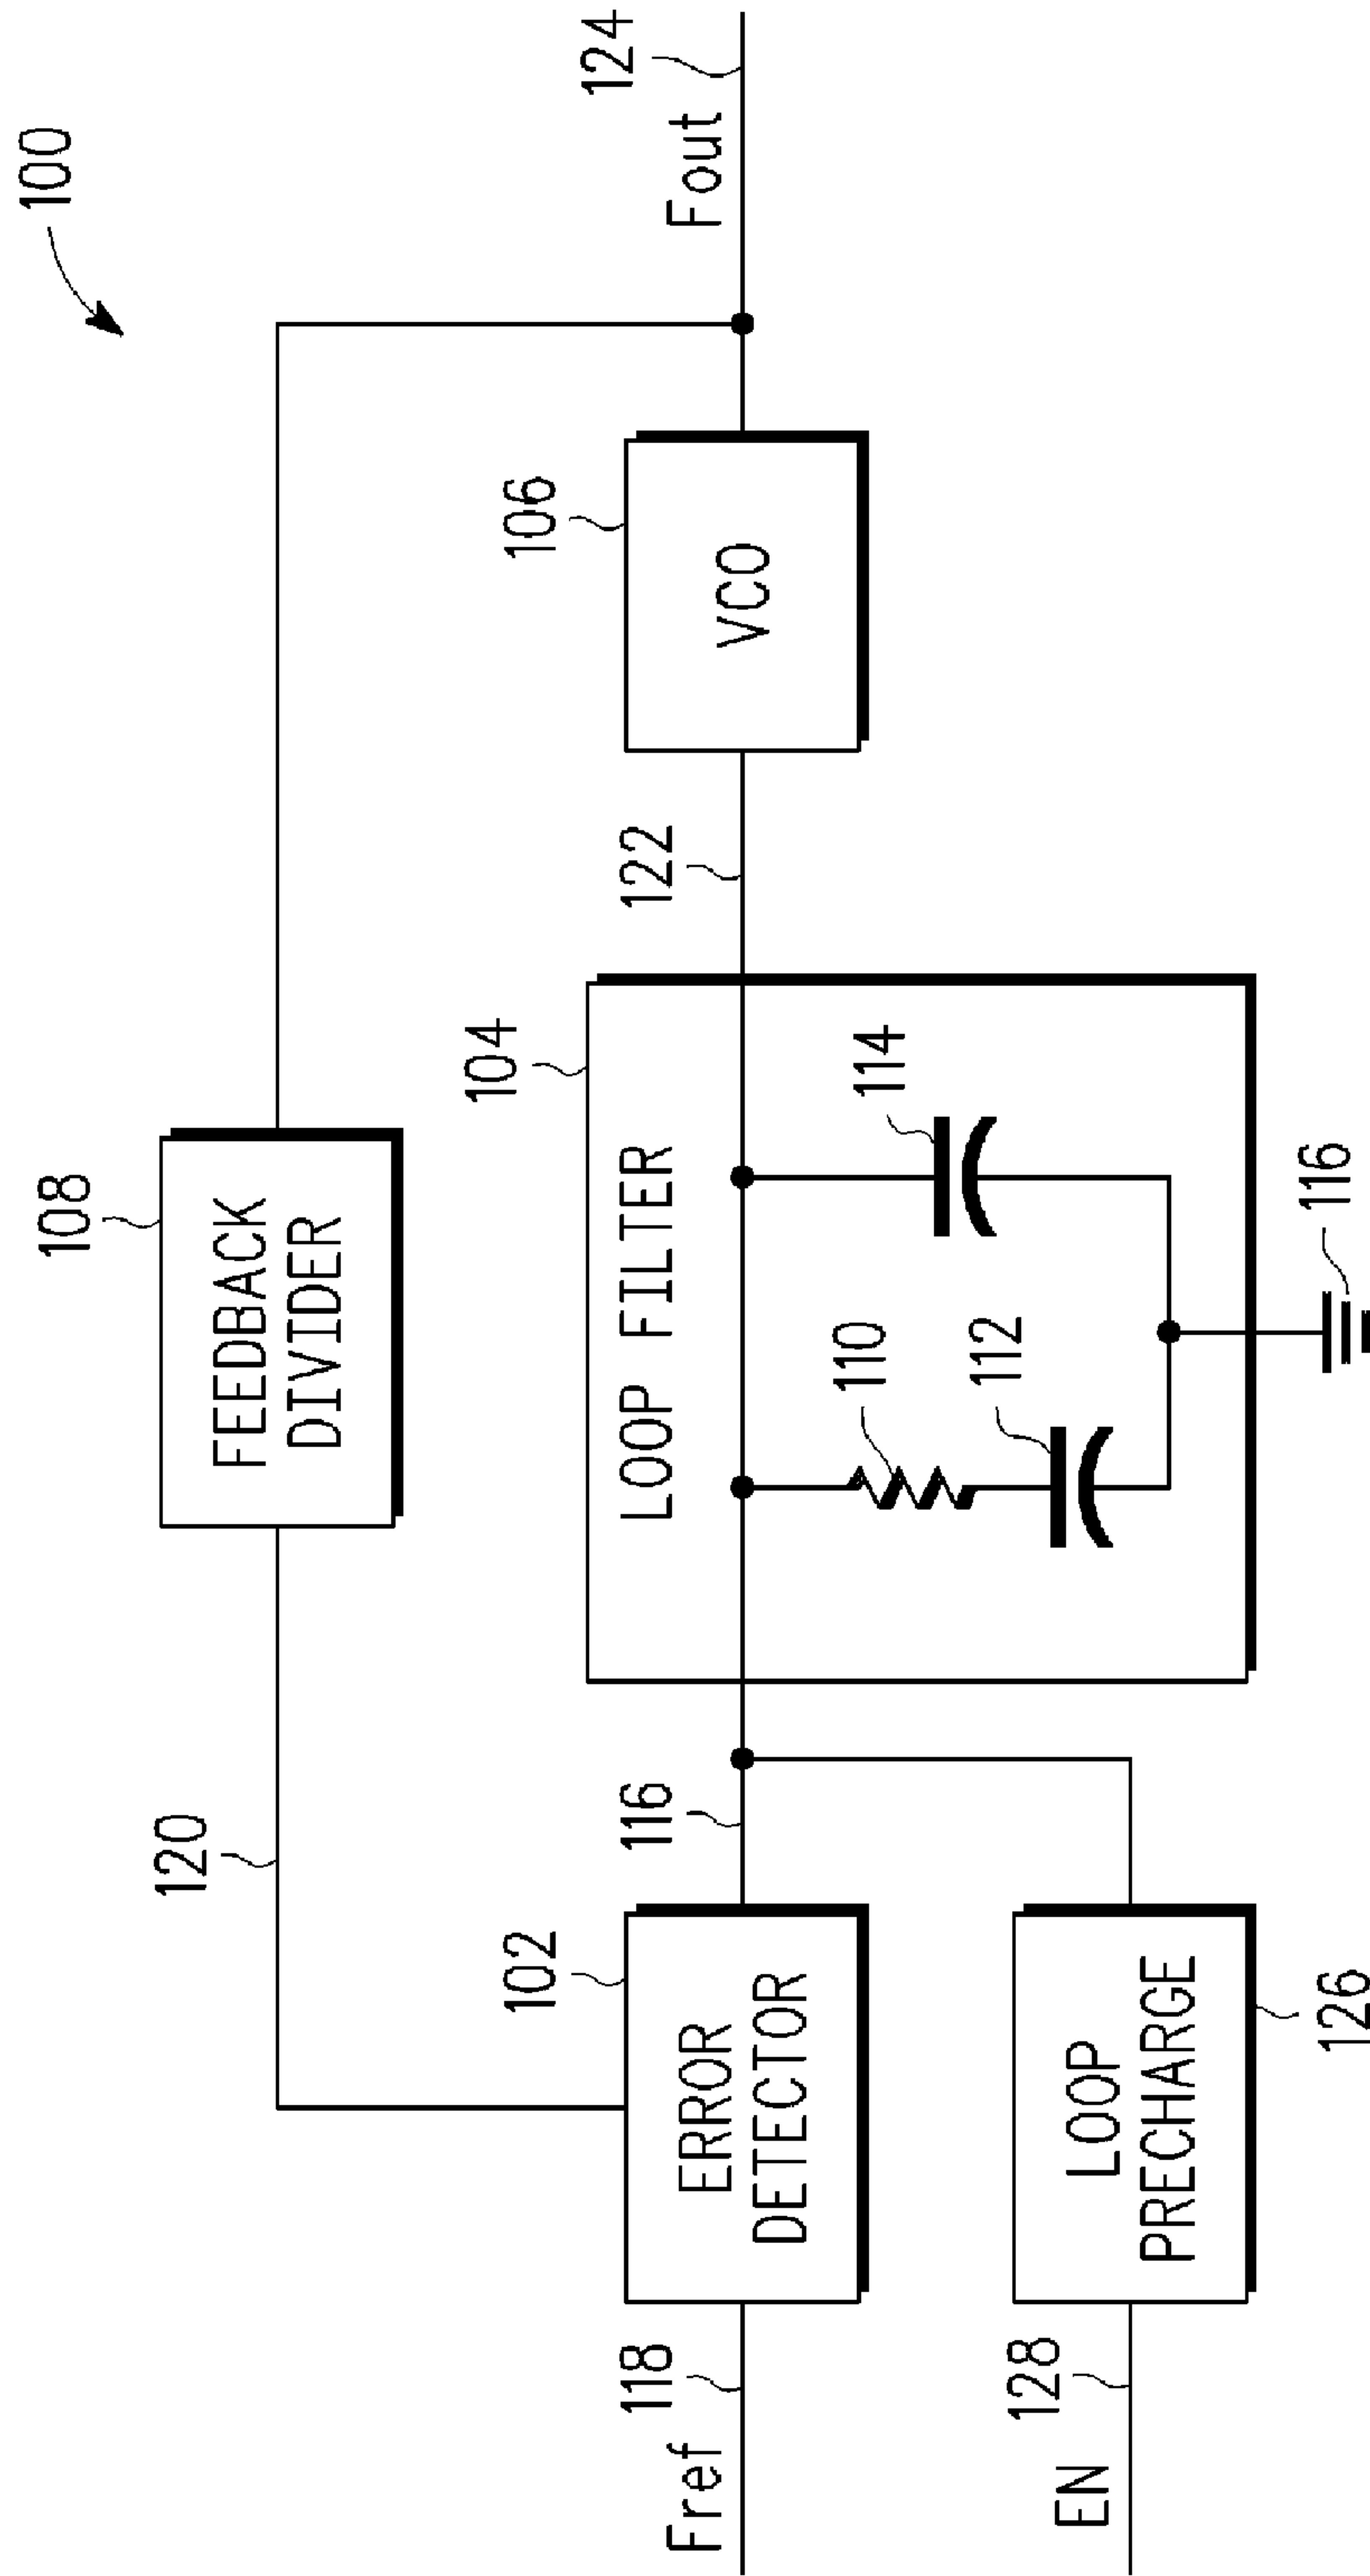 100
108
FEEDBACK
DIVIDER
120
102
ERROR
DETECTOR
Fref
118
116
104
LOOP FILTER
110
112
114
116
122
106
VCO
Fout
124
EN
128
LOOP
PRECHARGE
126